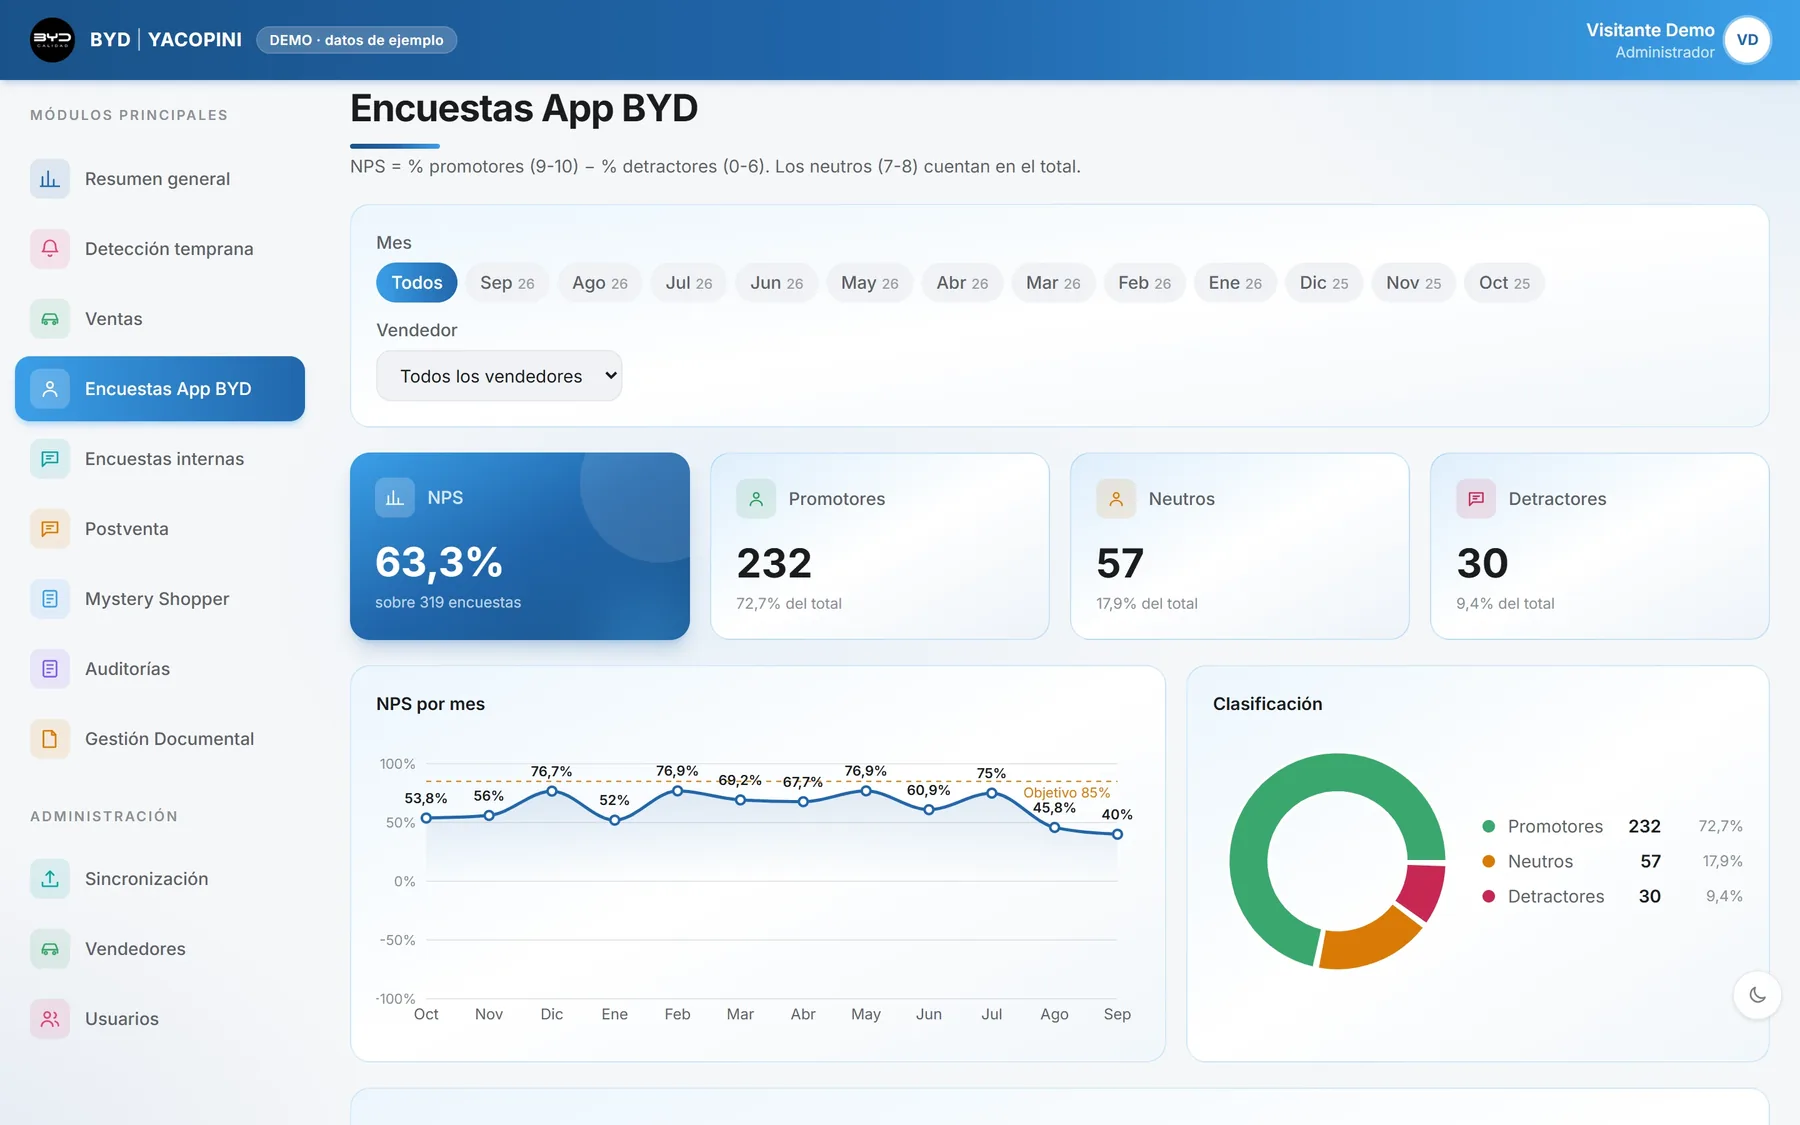 BYD
CALIDAD
BYD | YACOPINI
DEMO · datos de ejemplo
Visitante Demo
Administrador
VD
MÓDULOS PRINCIPALES
Resumen general
Detección temprana
Ventas
Encuestas App BYD
Encuestas internas
Postventa
Mystery Shopper
Auditorías
Gestión Documental
ADMINISTRACIÓN
Sincronización
Vendedores
Usuarios
Encuestas App BYD
NPS = % promotores (9-10) − % detractores (0-6). Los neutros (7-8) cuentan en el total.
Mes
Todos Sep 26 Ago 26 Jul 26 Jun 26 May 26 Abr 26 Mar 26 Feb 26 Ene 26 Dic 25 Nov 25 Oct 25
Vendedor
Todos los vendedores
NPS
63,3%
sobre 319 encuestas
Promotores
232
72,7% del total
Neutros
57
17,9% del total
Detractores
30
9,4% del total
NPS por mes
100%
50%
0%
-50%
-100%
53,8% 56% 76,7% 52% 76,9% 69,2% 67,7% 76,9% 60,9% 75% 45,8% 40%
Objetivo 85%
Oct Nov Dic Ene Feb Mar Abr May Jun Jul Ago Sep
Clasificación
Promotores 232 72,7%
Neutros 57 17,9%
Detractores 30 9,4%